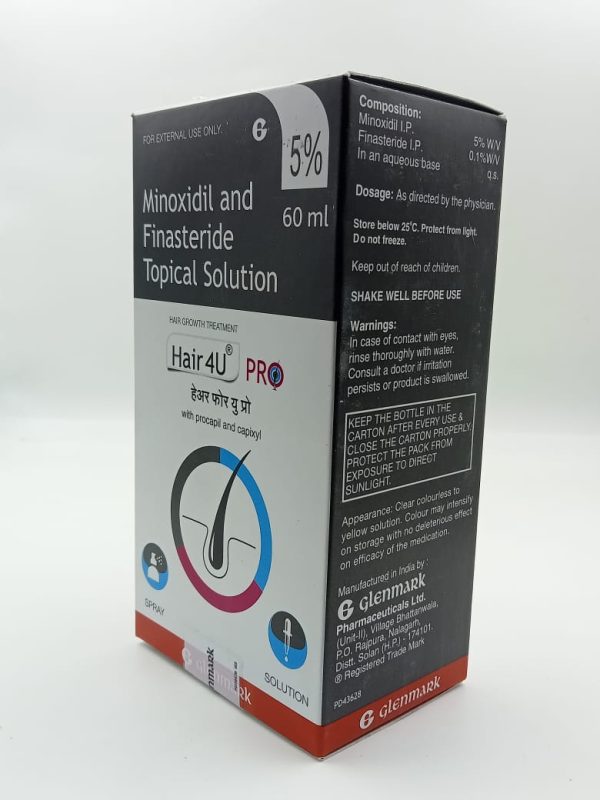 FOR EXTERNAL USE ONLY.
5%
60 ml
Minoxidil and
Finasteride
Topical Solution
HAIR GROWTH TREATMENT
Hair4U® PRO
हेअर फोर यु प्रो
with procapil and capixyl
SPRAY
SOLUTION
glenmark
Composition:
Minoxidil I.P. 5% W/V
Finasteride I.P. 0.1%W/V
In an aqueous base q.s.
Dosage: As directed by the physician.
Store below 25°C. Protect from light.
Do not freeze.
Keep out of reach of children.
SHAKE WELL BEFORE USE
Warnings:
In case of contact with eyes,
rinse thoroughly with water.
Consult a doctor if irritation
persists or product is swallowed.
KEEP THE BOTTLE IN THE
CARTON AFTER EVERY USE &
CLOSE THE CARTON PROPERLY.
PROTECT THE PACK FROM
EXPOSURE TO DIRECT
SUNLIGHT.
Appearance: Clear colourless to
yellow solution. Colour may intensify
on storage with no deleterious effect
on efficacy of the medication.
Manufactured in India by:
glenmark
Pharmaceuticals Ltd.
(Unit-II), Village Bhattanwala,
P.O. Rajpura, Nalagarh,
Distt. Solan (H.P.) - 174101.
® Registered Trade Mark
PD43628
glenmark